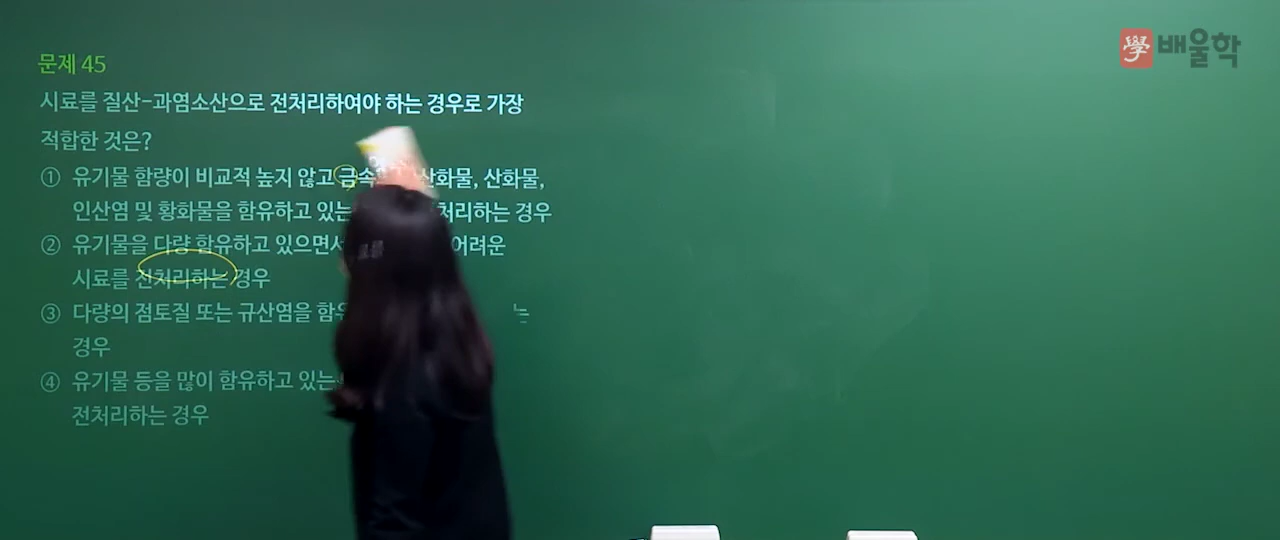 學 배울학
문제 45
시료를 질산-과염소산으로 전처리하여야 하는 경우로 가장
적합한 것은?
① 유기물 함량이 비교적 높지 않고 금속 산화물, 산화물,
인산염 및 황화물을 함유하고 있는 처리하는 경우
② 유기물을 다량 함유하고 있으면서 어려운
시료를 전처리하는 경우
③ 다량의 점토질 또는 규산염을 는
경우
④ 유기물 등을 많이 함유하고 있는
전처리하는 경우